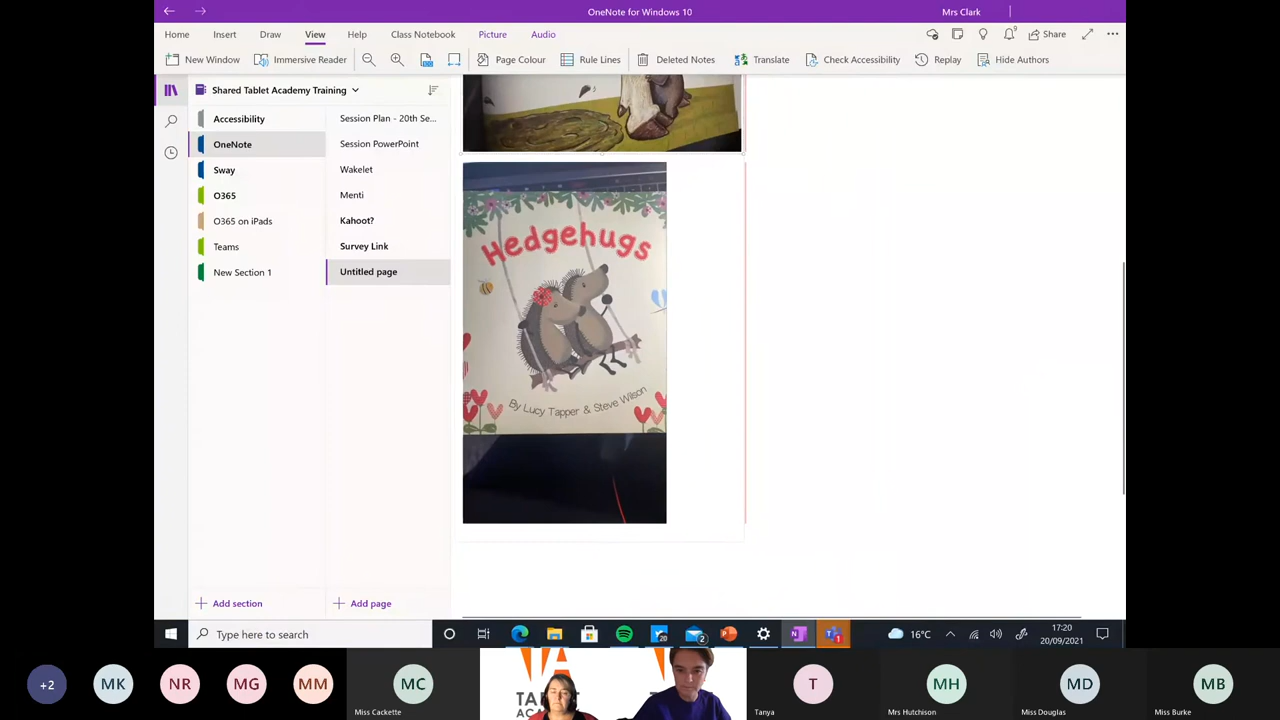 OneNote for Windows 10
Mrs Clark
Home Insert Draw View Help Class Notebook Picture Audio
9
Share
New Window Immersive Reader Page Colour Rule Lines Deleted Notes Translate Check Accessibility Replay Hide Authors
Shared Tablet Academy Training
Accessibility
OneNote
Sway
O365
O365 on iPads
Teams
New Section 1
Session Plan - 20th Se...
Session PowerPoint
Wakelet
Menti
Kahoot?
Survey Link
Untitled page
Hedgehugs
By Lucy Tapper & Steve Wilson
Add section
Add page
Type here to search
20
2
1
16°C
17:20
20/09/2021
+2
MK
NR
MG
MM
MC
Miss Cackette
TA
T
Tanya
MH
Mrs Hutchison
MD
Miss Douglas
MB
Miss Burke